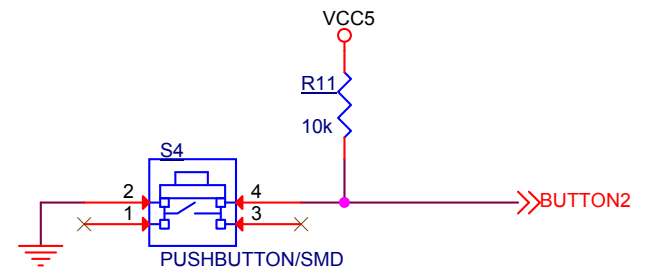 VCC5
R11
10k
S4
2 4
1 3
BUTTON2
PUSHBUTTON/SMD